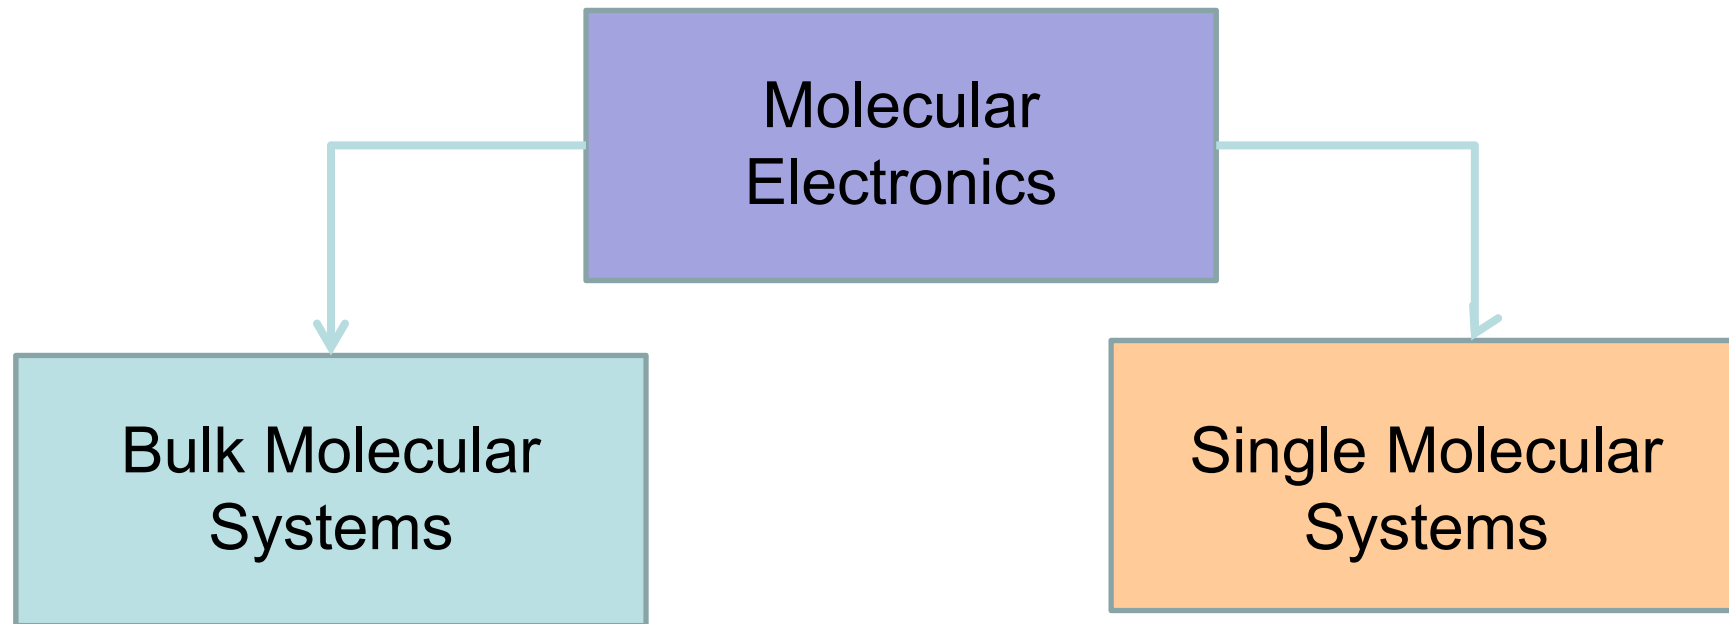 Molecular
Electronics
Bulk Molecular
Systems
Single Molecular
Systems